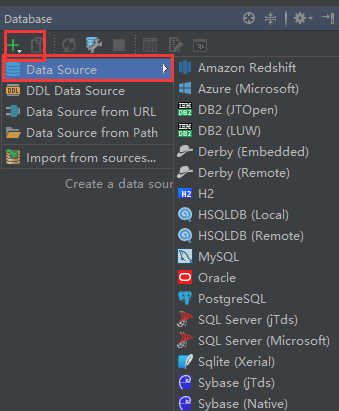 Database
Data Source
DDL Data Source
Data Source from URL
Data Source from Path
Import from sources...
Create a data sour
Amazon Redshift
Azure (Microsoft)
DB2 (JTOpen)
DB2 (LUW)
Derby (Embedded)
Derby (Remote)
H2
HSQLDB (Local)
HSQLDB (Remote)
MySQL
Oracle
PostgreSQL
SQL Server (jTds)
SQL Server (Microsoft)
Sqlite (Xerial)
Sybase (jTds)
Sybase (Native)